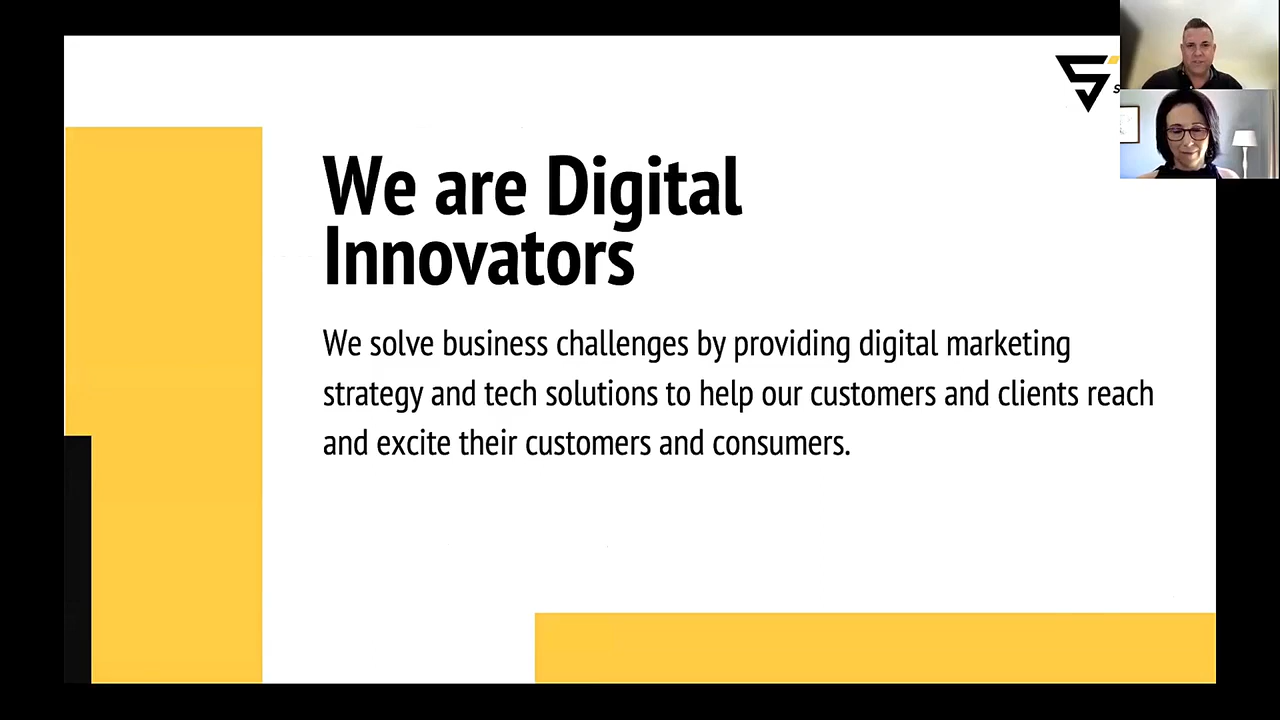 We are Digital
Innovators
We solve business challenges by providing digital marketing
strategy and tech solutions to help our customers and clients reach
and excite their customers and consumers.